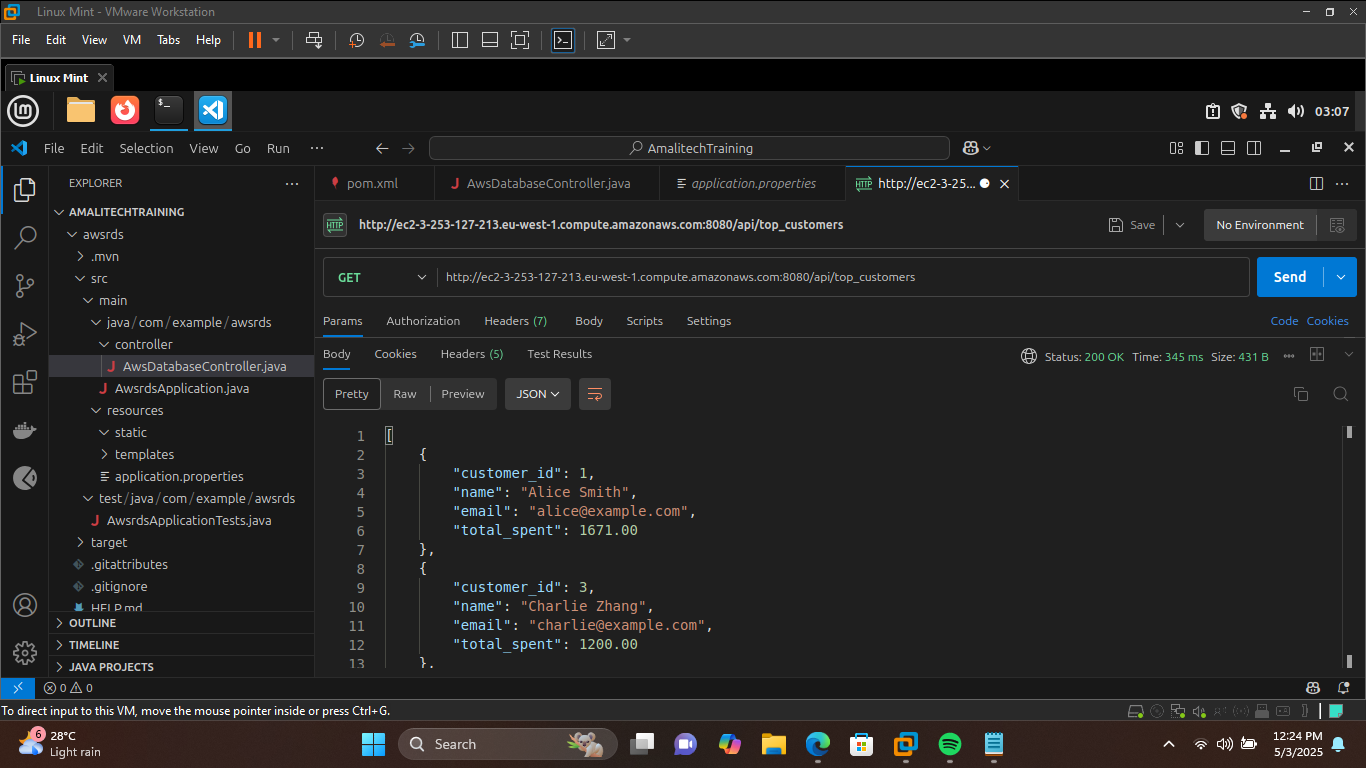 Linux Mint - VMware Workstation
File Edit View VM Tabs Help
Linux Mint
03:07
File Edit Selection View Go Run ··· AmalitechTraining
EXPLORER ···
AMALITECHTRAINING
awsrds
.mvn
src
main
java/com/example/awsrds
controller
J AwsDatabaseController.java
J AwsrdsApplication.java
resources
static
templates
application.properties
test/java/com/example/awsrds
J AwsrdsApplicationTests.java
target
.gitattributes
.gitignore
HELP.md
OUTLINE
TIMELINE
JAVA PROJECTS
pom.xml J AwsDatabaseController.java application.properties HTTP http://ec2-3-25...
HTTP http://ec2-3-253-127-213.eu-west-1.compute.amazonaws.com:8080/api/top_customers Save No Environment
GET http://ec2-3-253-127-213.eu-west-1.compute.amazonaws.com:8080/api/top_customers Send
Params Authorization Headers (7) Body Scripts Settings Code Cookies
Body Cookies Headers (5) Test Results Status: 200 OK Time: 345 ms Size: 431 B
Pretty Raw Preview JSON
1 [
2 {
3 "customer_id": 1,
4 "name": "Alice Smith",
5 "email": "alice@example.com",
6 "total_spent": 1671.00
7 },
8 {
9 "customer_id": 3,
10 "name": "Charlie Zhang",
11 "email": "charlie@example.com",
12 "total_spent": 1200.00
13 },
0 0
To direct input to this VM, move the mouse pointer inside or press Ctrl+G.
6
28°C
Light rain
Search
12:24 PM
5/3/2025